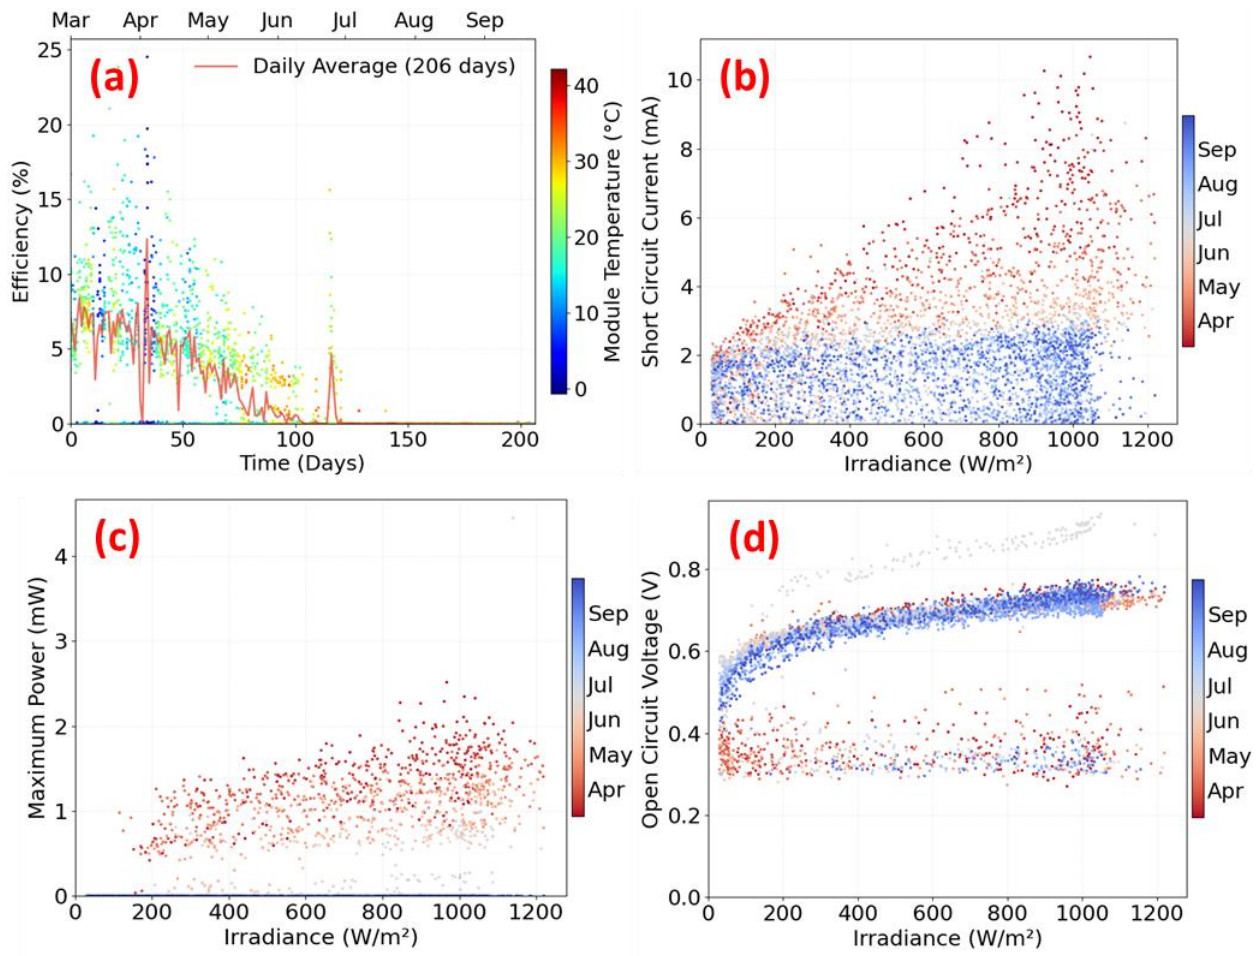 Mar Apr May Jun Jul Aug Sep
(a)
Daily Average (206 days)
25
20
15
10
5
0
Efficiency (%)
0 50 100 150 200
Time (Days)
40
30
20
10
0
Module Temperature (°C)
(b)
10
8
6
4
2
0
Short Circuit Current (mA)
0 200 400 600 800 1000 1200
Irradiance (W/m²)
Sep
Aug
Jul
Jun
May
Apr
(c)
4
3
2
1
0
Maximum Power (mW)
0 200 400 600 800 1000 1200
Irradiance (W/m²)
Sep
Aug
Jul
Jun
May
Apr
(d)
0.8
0.6
0.4
0.2
0.0
Open Circuit Voltage (V)
0 200 400 600 800 1000 1200
Irradiance (W/m²)
Sep
Aug
Jul
Jun
May
Apr